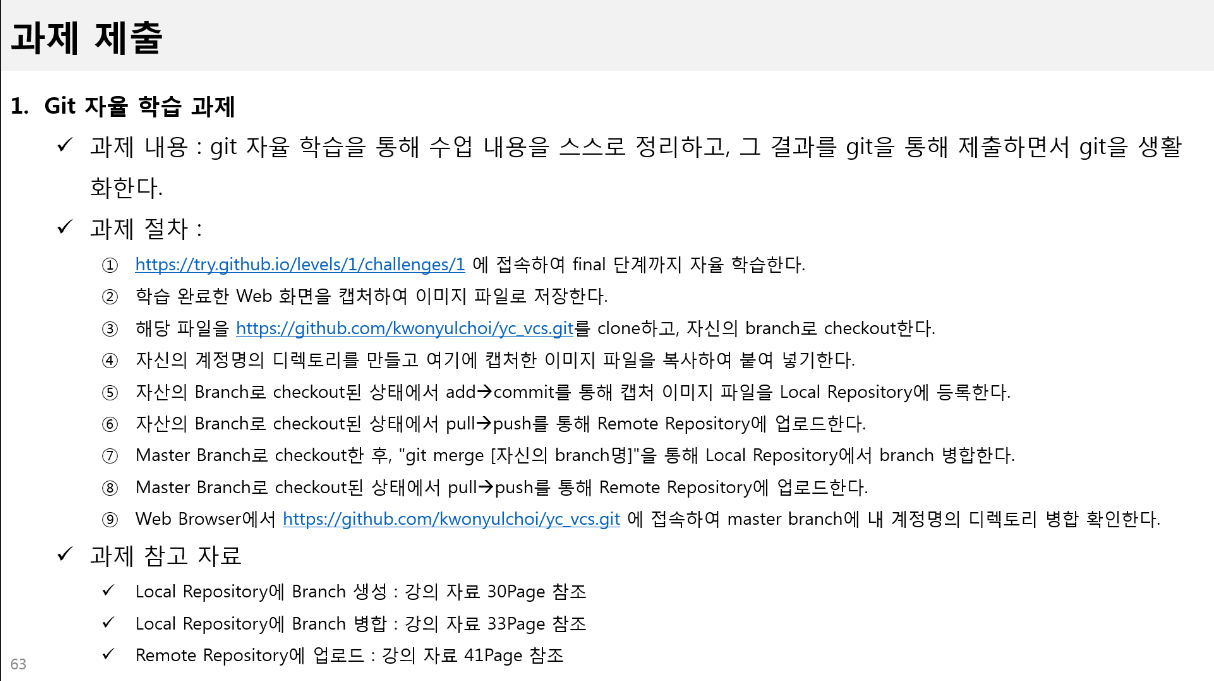 과제 제출
1. Git 자율 학습 과제
✓ 과제 내용 : git 자율 학습을 통해 수업 내용을 스스로 정리하고, 그 결과를 git을 통해 제출하면서 git을 생활
화한다.
✓ 과제 절차 :
① https://try.github.io/levels/1/challenges/1 에 접속하여 final 단계까지 자율 학습한다.
② 학습 완료한 Web 화면을 캡처하여 이미지 파일로 저장한다.
③ 해당 파일을 https://github.com/kwonyulchoi/yc_vcs.git를 clone하고, 자신의 branch로 checkout한다.
④ 자신의 계정명의 디렉토리를 만들고 여기에 캡처한 이미지 파일을 복사하여 붙여 넣기한다.
⑤ 자산의 Branch로 checkout된 상태에서 add→commit를 통해 캡처 이미지 파일을 Local Repository에 등록한다.
⑥ 자산의 Branch로 checkout된 상태에서 pull→push를 통해 Remote Repository에 업로드한다.
⑦ Master Branch로 checkout한 후, "git merge [자신의 branch명]"을 통해 Local Repository에서 branch 병합한다.
⑧ Master Branch로 checkout된 상태에서 pull→push를 통해 Remote Repository에 업로드한다.
⑨ Web Browser에서 https://github.com/kwonyulchoi/yc_vcs.git 에 접속하여 master branch에 내 계정명의 디렉토리 병합 확인한다.
✓ 과제 참고 자료
✓ Local Repository에 Branch 생성 : 강의 자료 30Page 참조
✓ Local Repository에 Branch 병합 : 강의 자료 33Page 참조
✓ Remote Repository에 업로드 : 강의 자료 41Page 참조
63